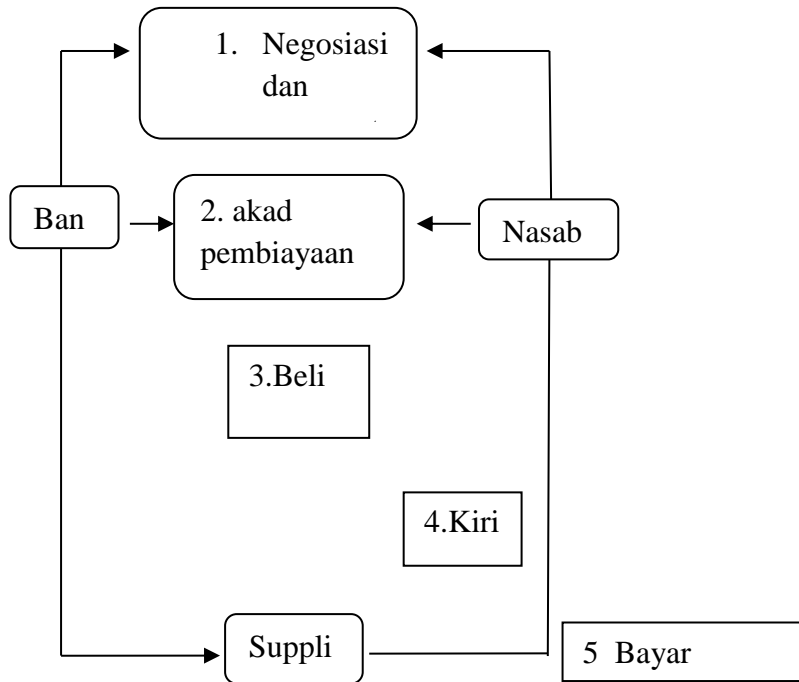 1. Negosiasi
dan
Ban
2. akad
pembiayaan
Nasab
3.Beli
4.Kiri
Suppli
5 Bayar